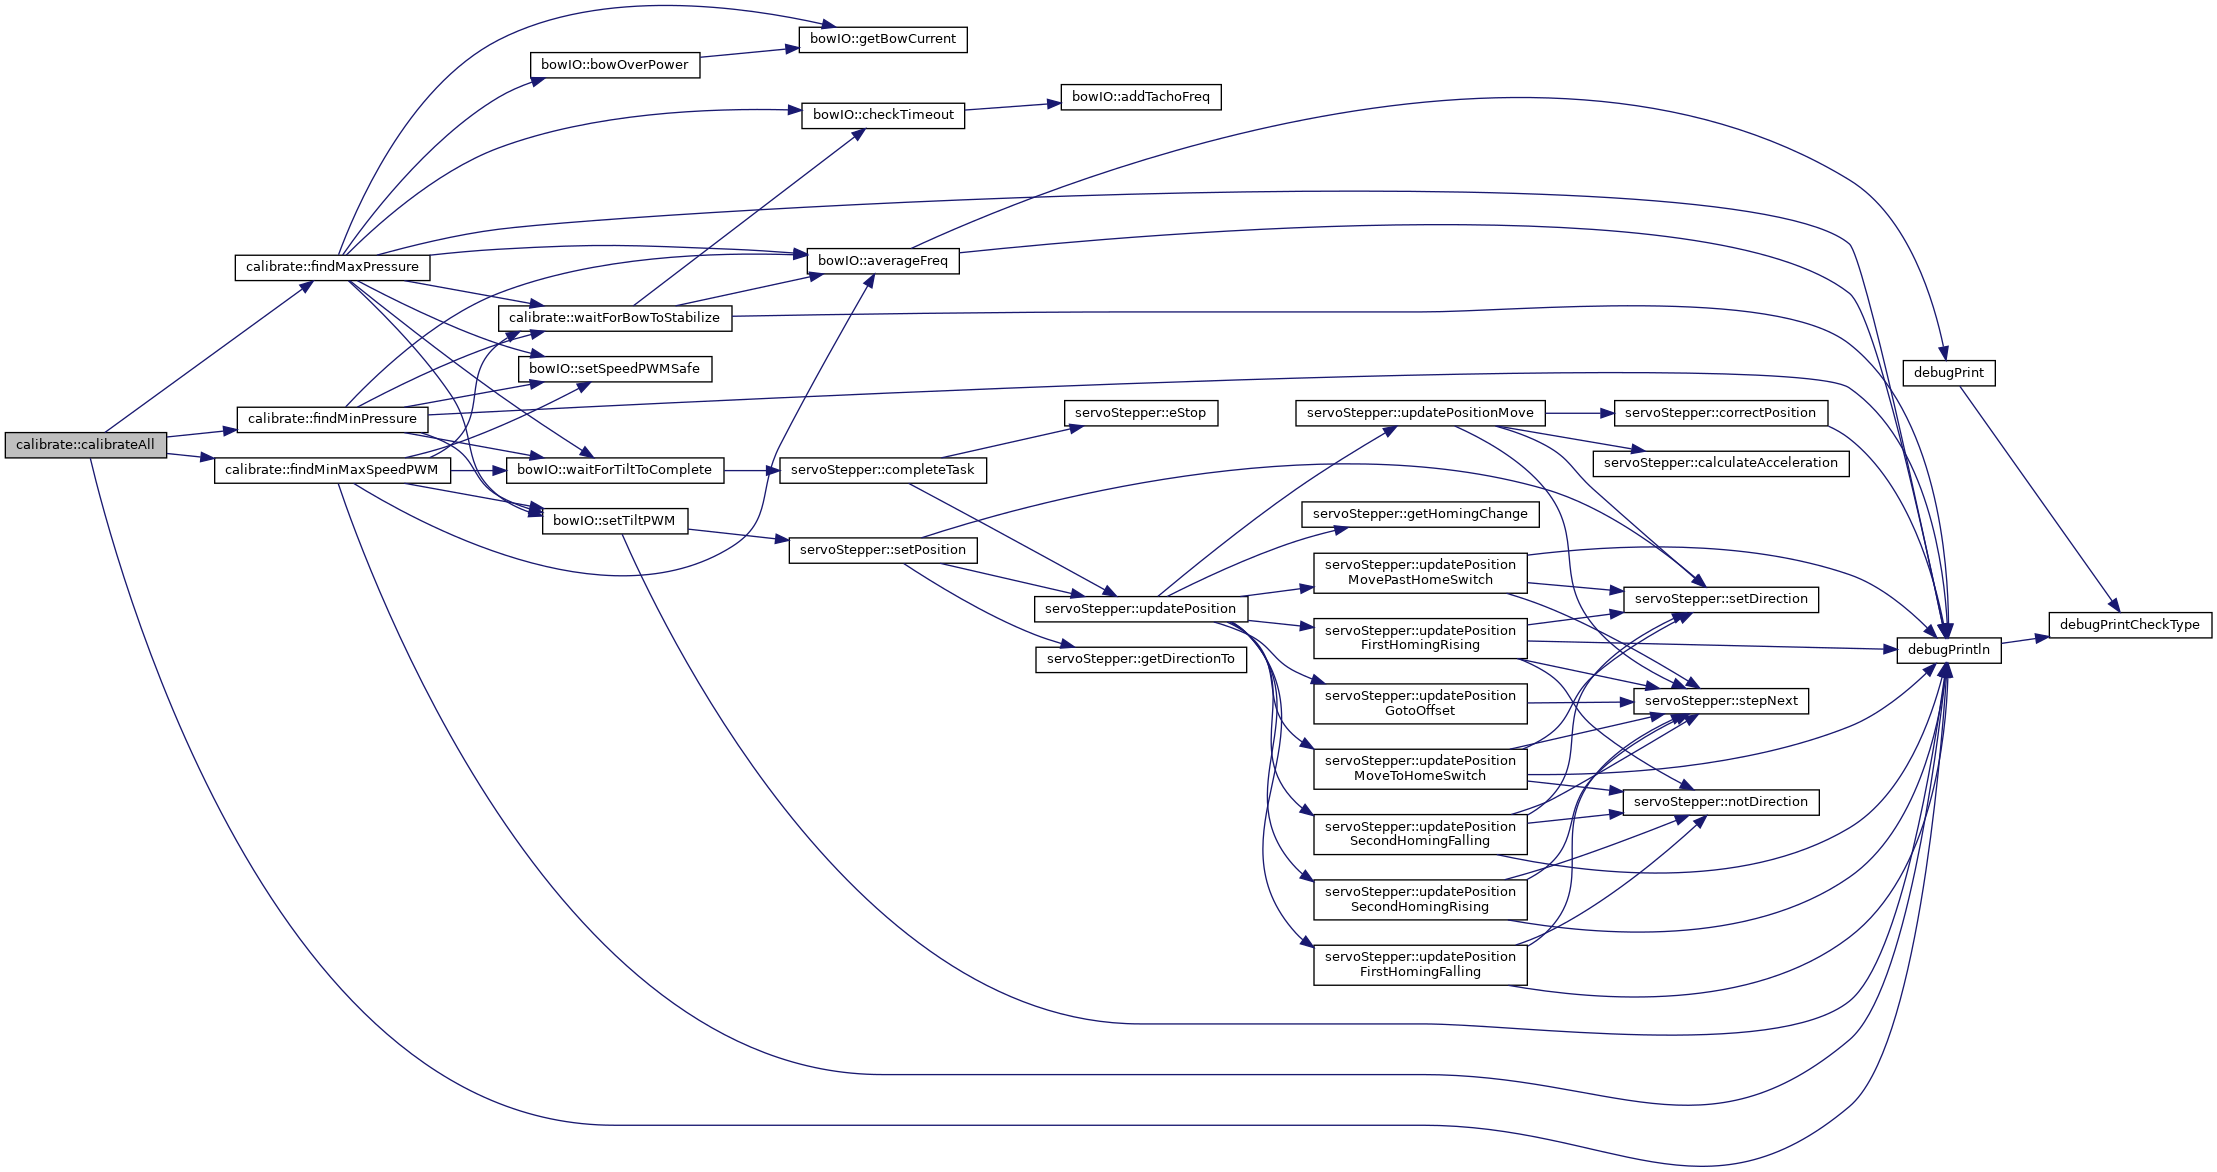 calibrate::calibrateAll
calibrate::findMaxPressure
calibrate::findMinPressure
calibrate::findMinMaxSpeedPWM
bowIO::bowOverPower
calibrate::waitForBowToStabilize
bowIO::setSpeedPWMSafe
bowIO::waitForTiltToComplete
bowIO::setTiltPWM
bowIO::getBowCurrent
bowIO::checkTimeout
bowIO::averageFreq
servoStepper::completeTask
servoStepper::setPosition
bowIO::addTachoFreq
servoStepper::eStop
servoStepper::updatePosition
servoStepper::getDirectionTo
servoStepper::updatePositionMove
servoStepper::getHomingChange
servoStepper::updatePosition
MovePastHomeSwitch
servoStepper::updatePosition
FirstHomingRising
servoStepper::updatePosition
GotoOffset
servoStepper::updatePosition
MoveToHomeSwitch
servoStepper::updatePosition
SecondHomingFalling
servoStepper::updatePosition
SecondHomingRising
servoStepper::updatePosition
FirstHomingFalling
servoStepper::correctPosition
servoStepper::calculateAcceleration
servoStepper::setDirection
servoStepper::stepNext
servoStepper::notDirection
debugPrint
debugPrintln
debugPrintCheckType